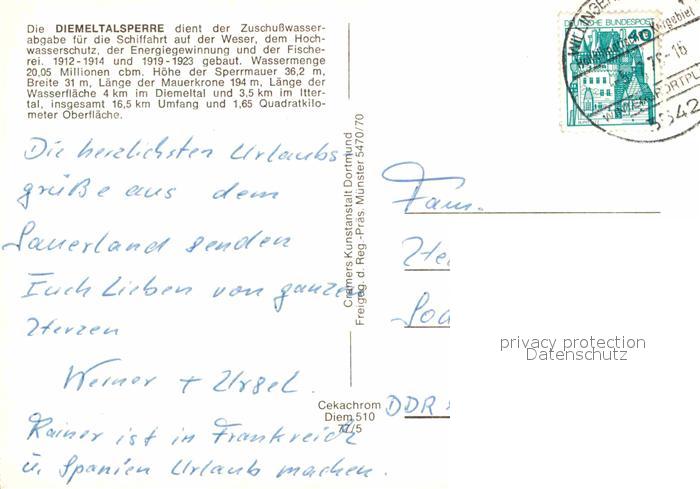 Die DIEMELTALSPERRE dient der Zuschußwasser-
abgabe für die Schiffahrt auf der Weser, dem Hoch-
wasserschutz, der Energiegewinnung und der Fische-
rei. 1912-1914 und 1919-1923 gebaut. Wassermenge
20,05 Millionen cbm. Höhe der Sperrmauer 36,2 m,
Breite 31 m, Länge der Mauerkrone 194 m, Länge der
Wasserfläche 4 km im Diemeltal und 3,5 km im Itter-
tal, insgesamt 16,5 km Umfang und 1,65 Quadratkilo-
meter Oberfläche.
Die herzlichsten Urlaubs
grüße aus dem
Sauerland senden
Euch Lieben von ganzem
Herzen
Werner + Ursel.
Rainer ist in Frankreich
u. Spanien Urlaub machen.
Cramers Kunstanstalt Dortmund
Freigeg. d. Reg.-Präs. Münster 5470/70
Cekachrom
Diem 510
77/5
DEUTSCHE BUNDESPOST
40
WILLINGEN
Fam.
DDR
privacy protection
Datenschutz